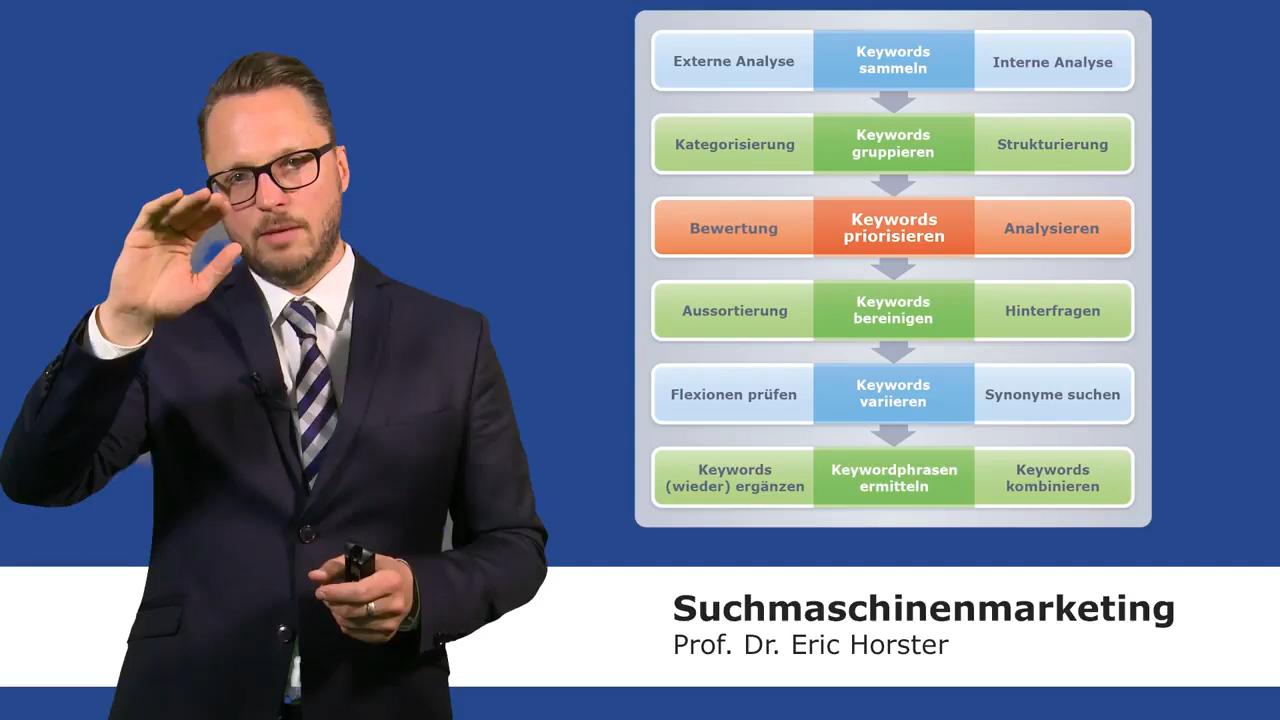 Externe Analyse
Keywords
sammeln
Interne Analyse
Kategorisierung
Keywords
gruppieren
Strukturierung
Bewertung
Keywords
priorisieren
Analysieren
Aussortierung
Keywords
bereinigen
Hinterfragen
Flexionen prüfen
Keywords
variieren
Synonyme suchen
Keywords
(wieder) ergänzen
Keywordphrasen
ermitteln
Keywords
kombinieren
Suchmaschinenmarketing
Prof. Dr. Eric Horster